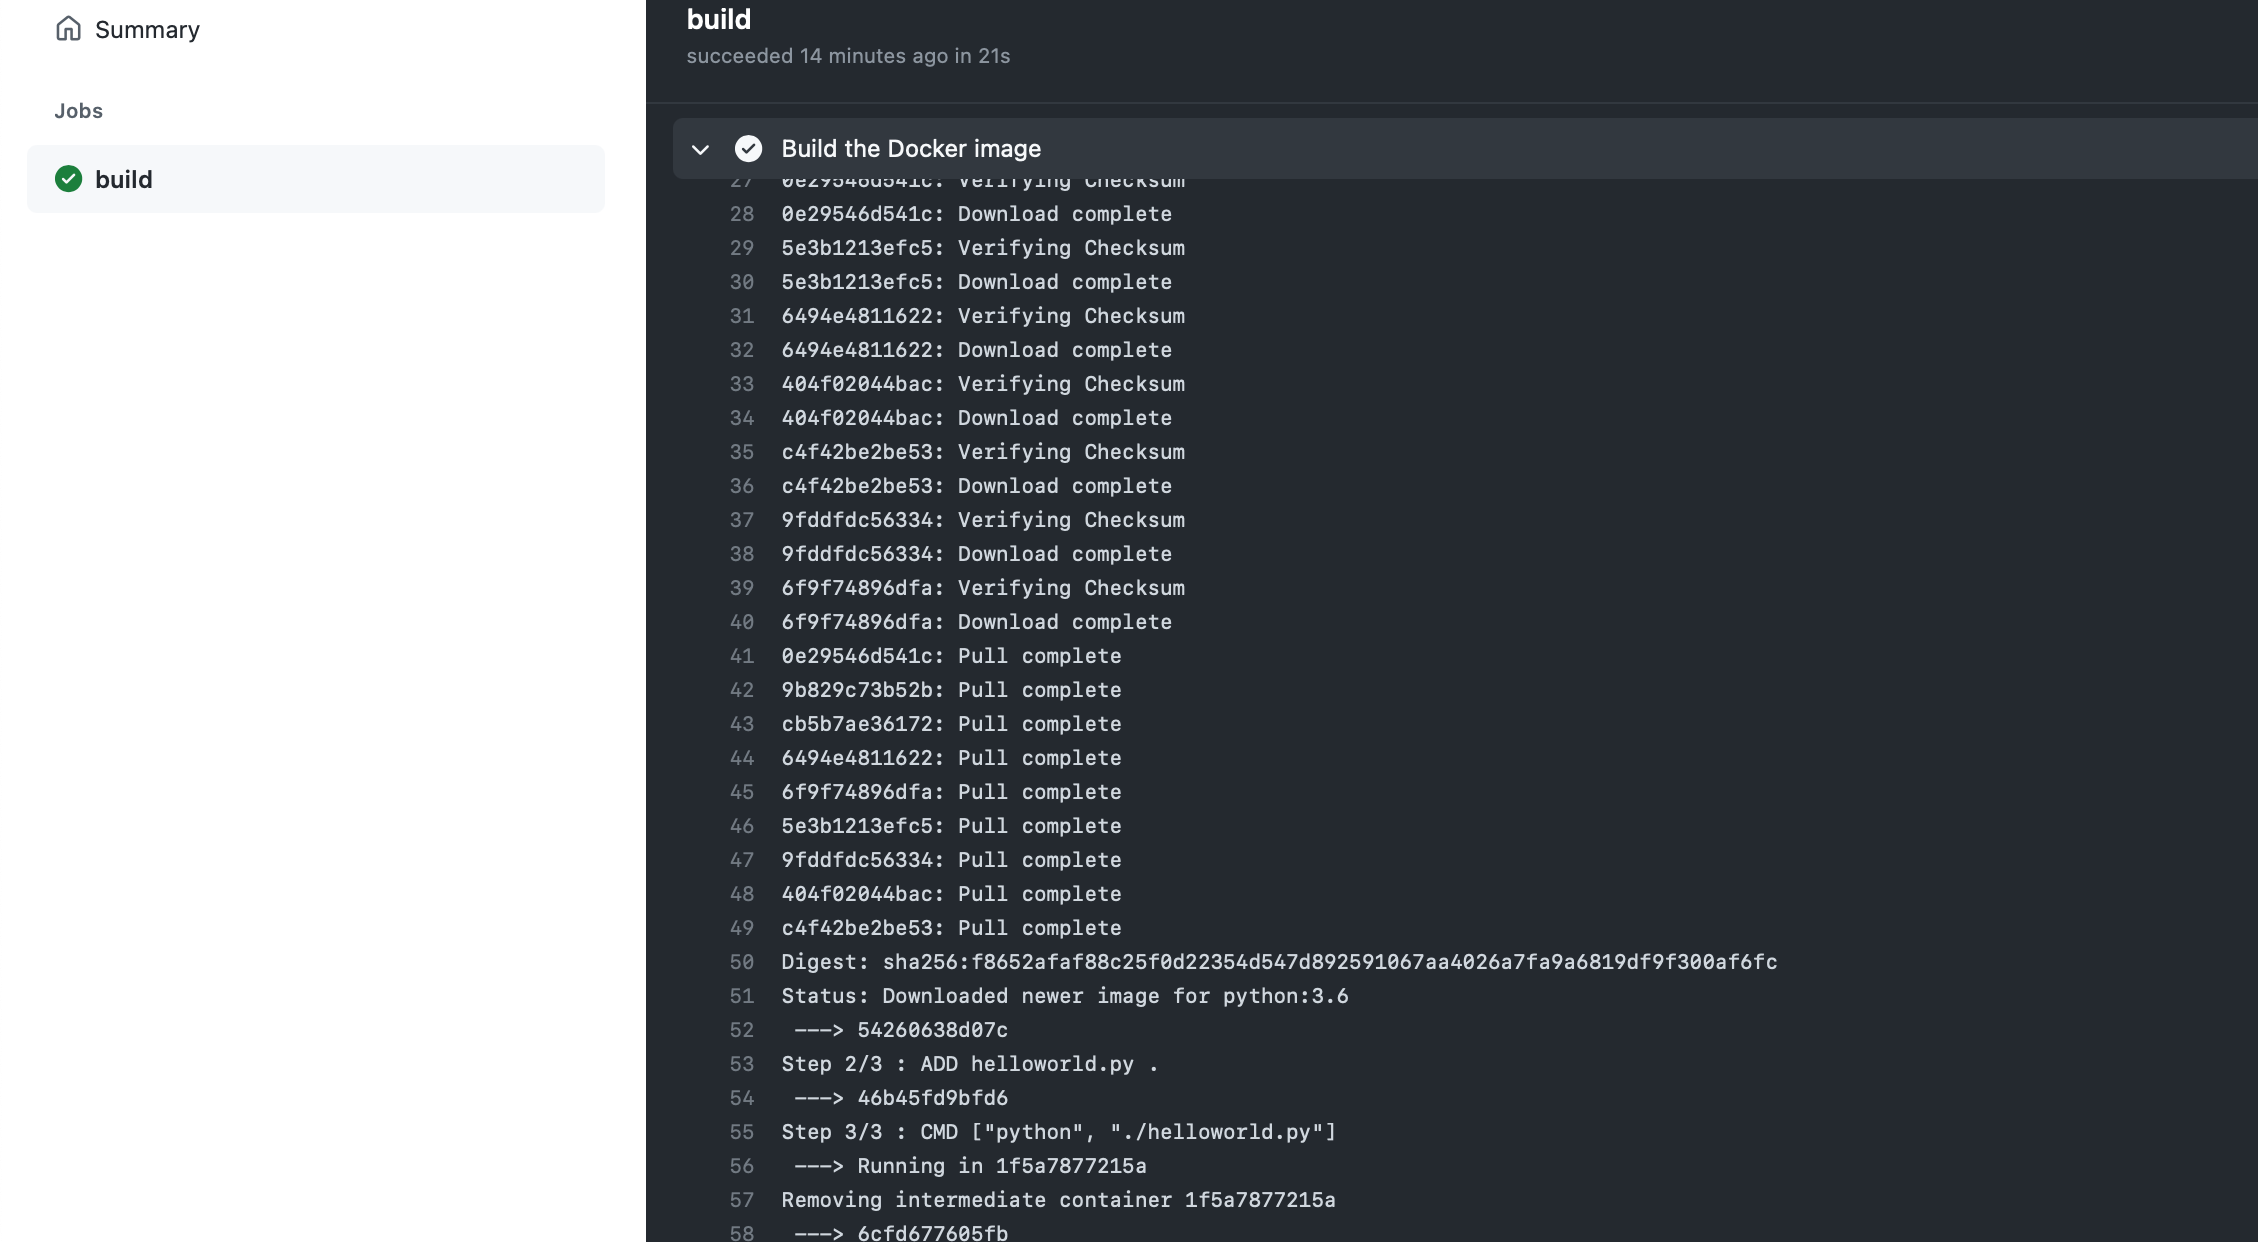 Summary
Jobs
build
build
succeeded 14 minutes ago in 21s
Build the Docker image
27 0e29546d541c: Verifying Checksum
28 0e29546d541c: Download complete
29 5e3b1213efc5: Verifying Checksum
30 5e3b1213efc5: Download complete
31 6494e4811622: Verifying Checksum
32 6494e4811622: Download complete
33 404f02044bac: Verifying Checksum
34 404f02044bac: Download complete
35 c4f42be2be53: Verifying Checksum
36 c4f42be2be53: Download complete
37 9fddfdc56334: Verifying Checksum
38 9fddfdc56334: Download complete
39 6f9f74896dfa: Verifying Checksum
40 6f9f74896dfa: Download complete
41 0e29546d541c: Pull complete
42 9b829c73b52b: Pull complete
43 cb5b7ae36172: Pull complete
44 6494e4811622: Pull complete
45 6f9f74896dfa: Pull complete
46 5e3b1213efc5: Pull complete
47 9fddfdc56334: Pull complete
48 404f02044bac: Pull complete
49 c4f42be2be53: Pull complete
50 Digest: sha256:f8652afaf88c25f0d22354d547d892591067aa4026a7fa9a6819df9f300af6fc
51 Status: Downloaded newer image for python:3.6
52 ---> 54260638d07c
53 Step 2/3 : ADD helloworld.py .
54 ---> 46b45fd9bfd6
55 Step 3/3 : CMD ["python", "./helloworld.py"]
56 ---> Running in 1f5a7877215a
57 Removing intermediate container 1f5a7877215a
58 ---> 6cfd677605fb